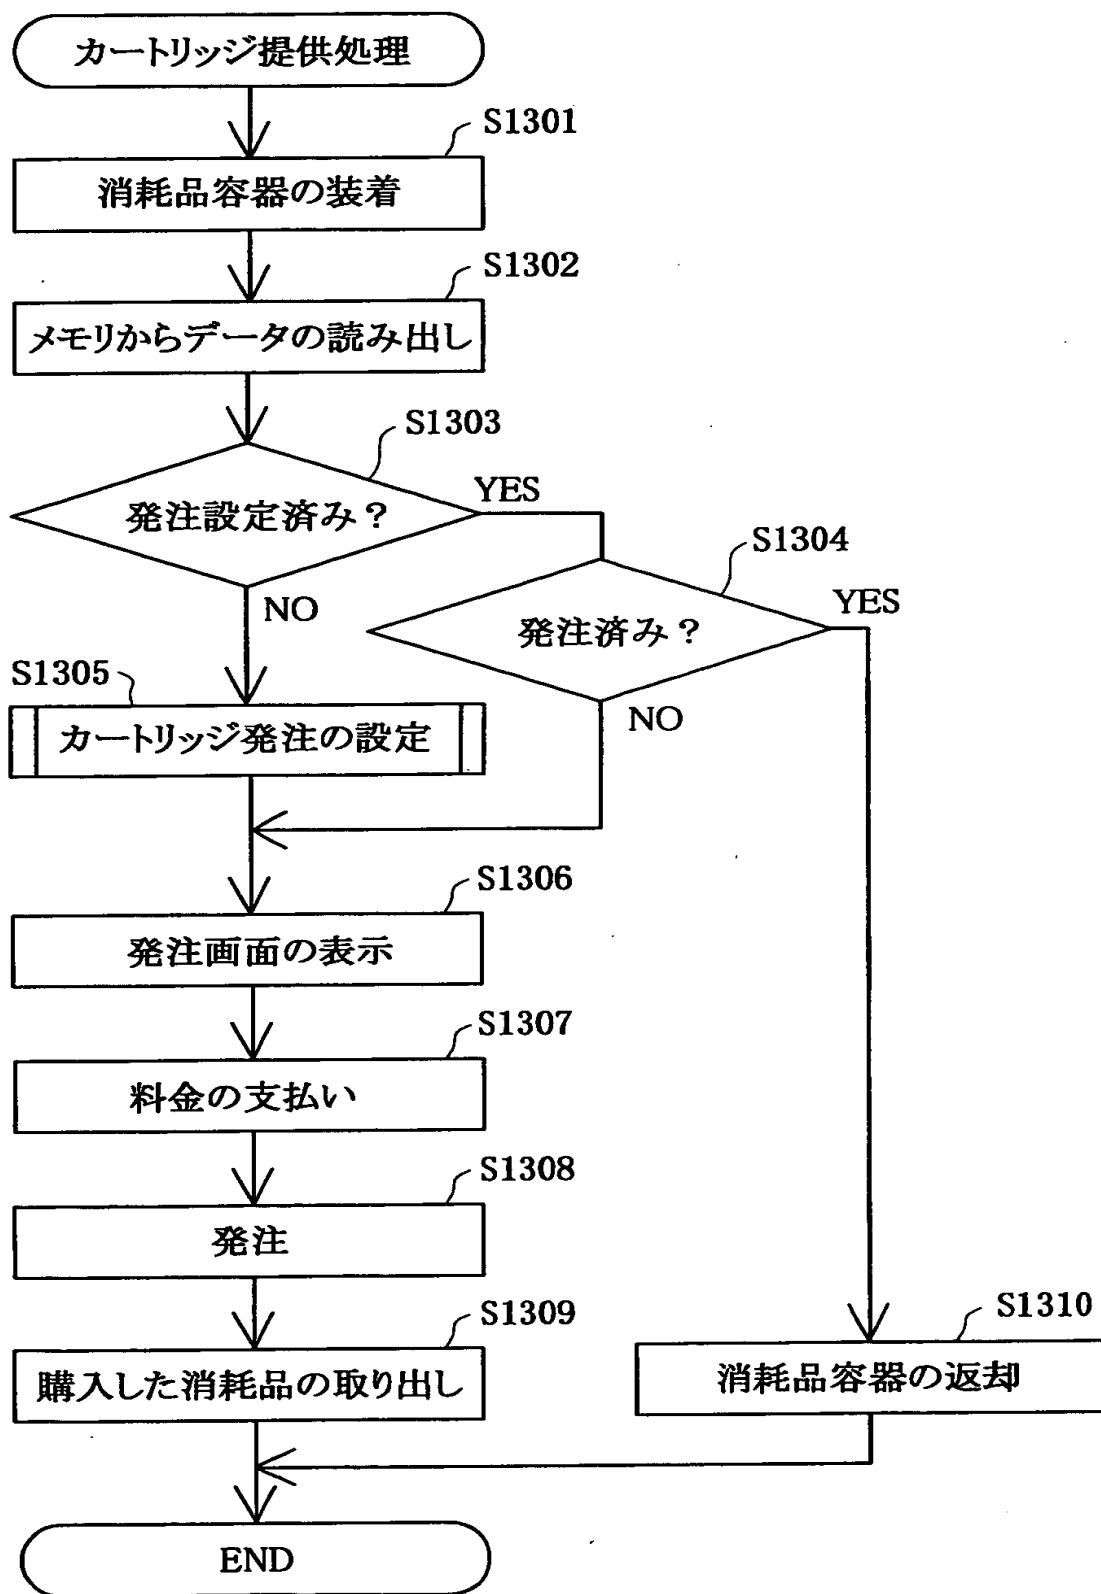 カートリッジ提供処理
S1301
消耗品容器の装着
S1302
メモリからデータの読み出し
S1303
発注設定済み？
YES
S1304
NO
発注済み？
YES
S1305
NO
カートリッジ発注の設定
S1306
発注画面の表示
S1307
料金の支払い
S1308
発注
S1309
購入した消耗品の取り出し
S1310
消耗品容器の返却
END